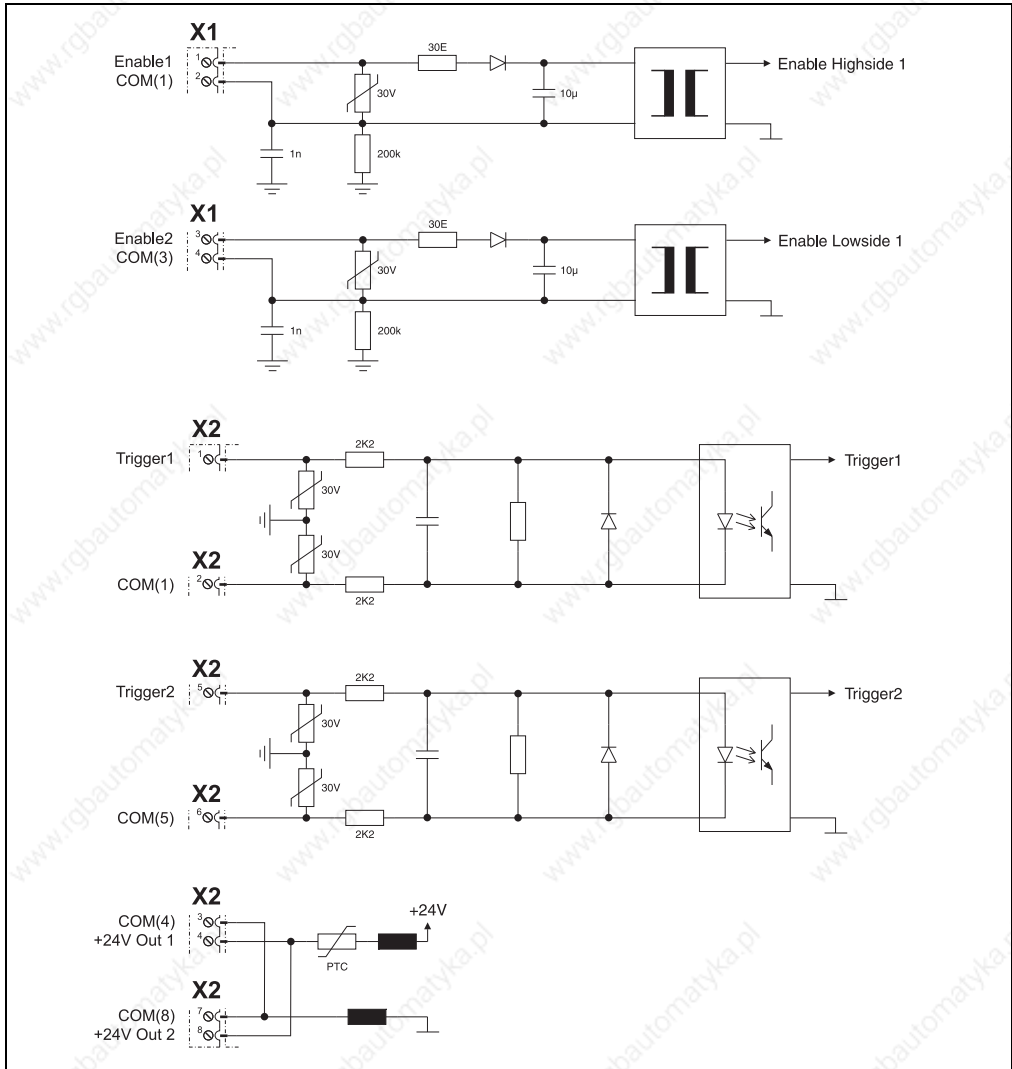 X1
Enable1
1
COM(1)
2
30E
30V
10µ
1n
200k
Enable Highside 1
X1
Enable2
3
COM(3)
4
30E
30V
10µ
1n
200k
Enable Lowside 1
X2
Trigger1
1
2K2
30V
30V
X2
COM(1)
2
2K2
Trigger1
X2
Trigger2
5
2K2
30V
30V
X2
COM(5)
6
2K2
Trigger2
X2
COM(4)
3
+24V Out 1
4
PTC
+24V
X2
COM(8)
7
+24V Out 2
8
www.rgbautomatyka.pl